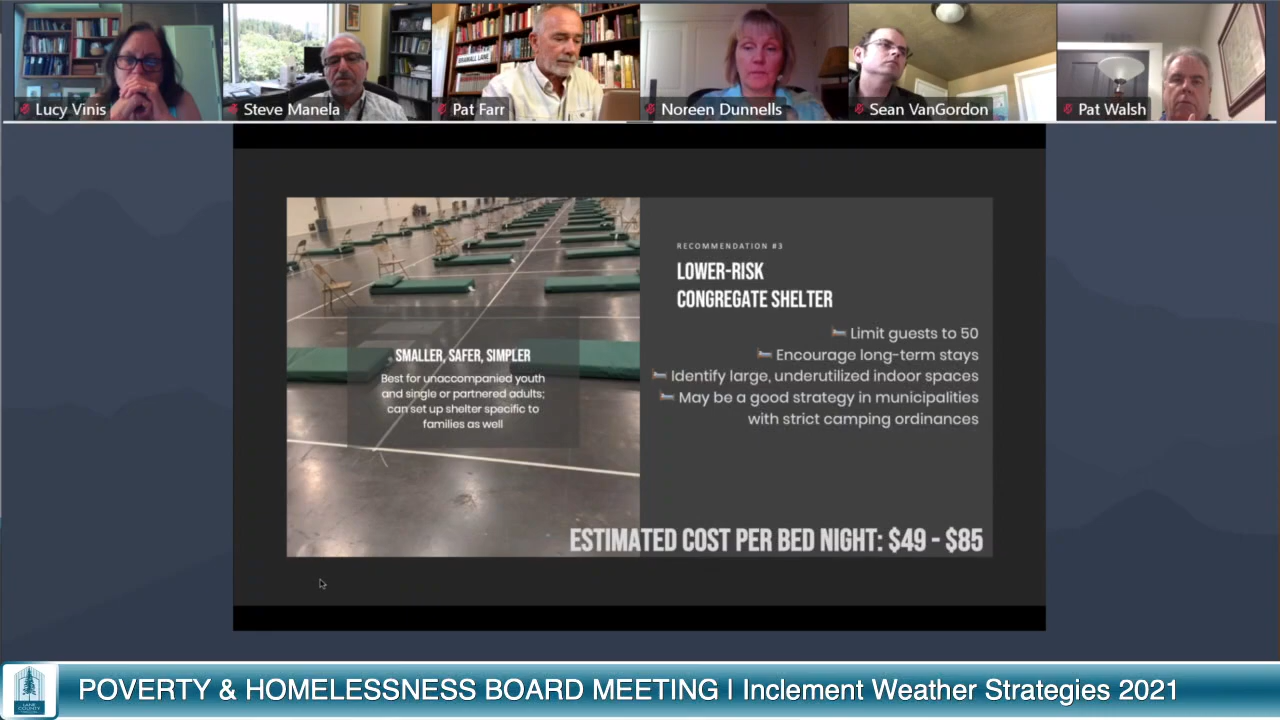 Lucy Vinis
Steve Manela
Pat Farr
Noreen Dunnells
Sean VanGordon
Pat Walsh
BRAMALL LANE
RECOMMENDATION #3
LOWER-RISK
CONGREGATE SHELTER
Limit guests to 50
Encourage long-term stays
Identify large, underutilized indoor spaces
May be a good strategy in municipalities
with strict camping ordinances
SMALLER, SAFER, SIMPLER
Best for unaccompanied youth
and single or partnered adults;
can set up shelter specific to
families as well
ESTIMATED COST PER BED NIGHT: $49 - $85
LANE
COUNTY
POVERTY & HOMELESSNESS BOARD MEETING | Inclement Weather Strategies 2021